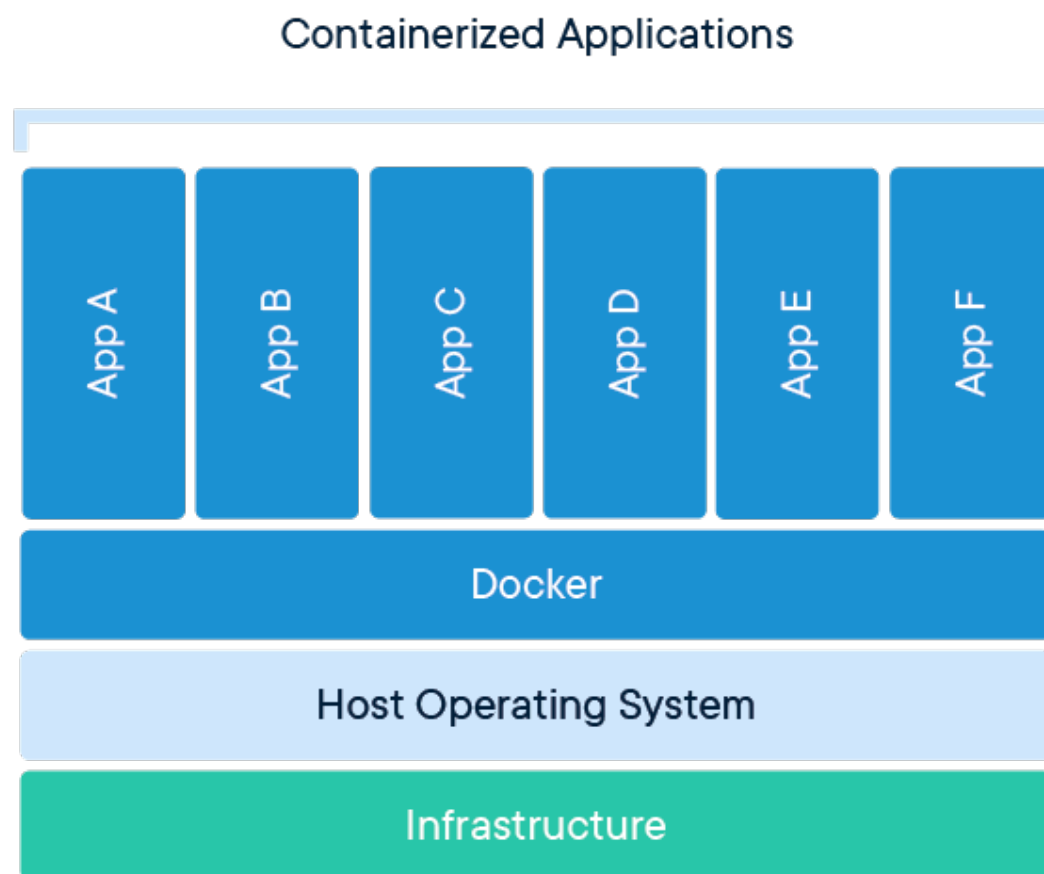 Containerized Applications
App A
App B
App C
App D
App E
App F
Docker
Host Operating System
Infrastructure